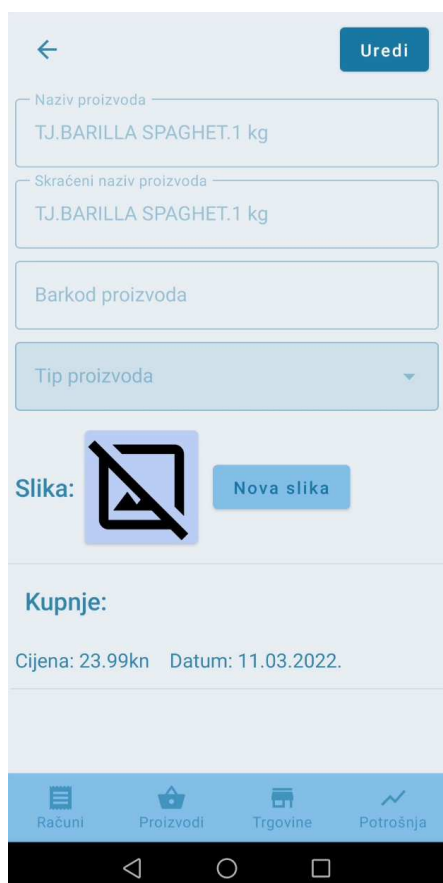 Uredi
Naziv proizvoda
TJ.BARILLA SPAGHET.1 kg
Skraćeni naziv proizvoda
TJ.BARILLA SPAGHET.1 kg
Barkod proizvoda
Tip proizvoda
Slika:
Nova slika
Kupnje:
Cijena: 23.99kn Datum: 11.03.2022.
Računi Proizvodi Trgovine Potrošnja